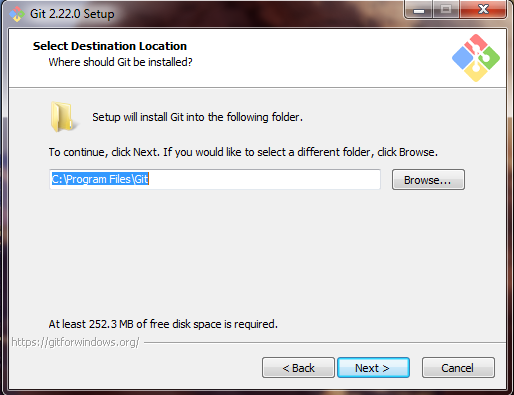 Git 2.22.0 Setup
Select Destination Location
Where should Git be installed?
Setup will install Git into the following folder.
To continue, click Next. If you would like to select a different folder, click Browse.
C:\Program Files\Git
Browse...
At least 252.3 MB of free disk space is required.
https://gitforwindows.org/
< Back
Next >
Cancel